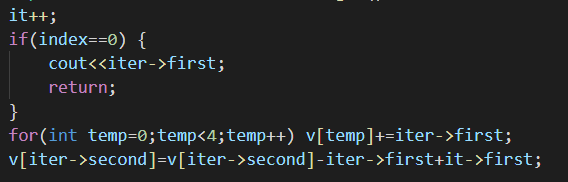 it++;
if(index==0) {
cout<<iter->first;
return;
}
for(int temp=0;temp<4;temp++) v[temp]+=iter->first;
v[iter->second]=v[iter->second]-iter->first+it->first;